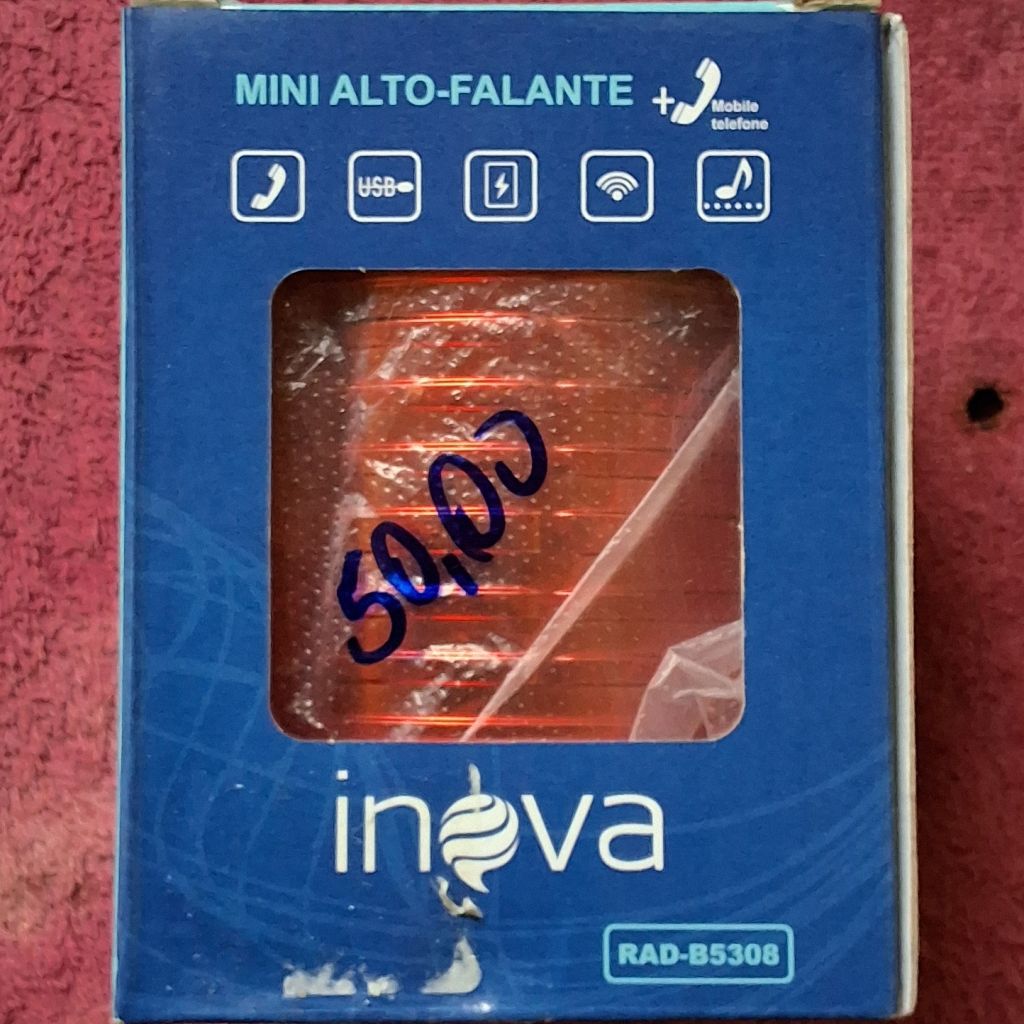 MINI ALTO-FALANTE
+ Mobile
telefone
USB
50,00
inova
RAD-B5308